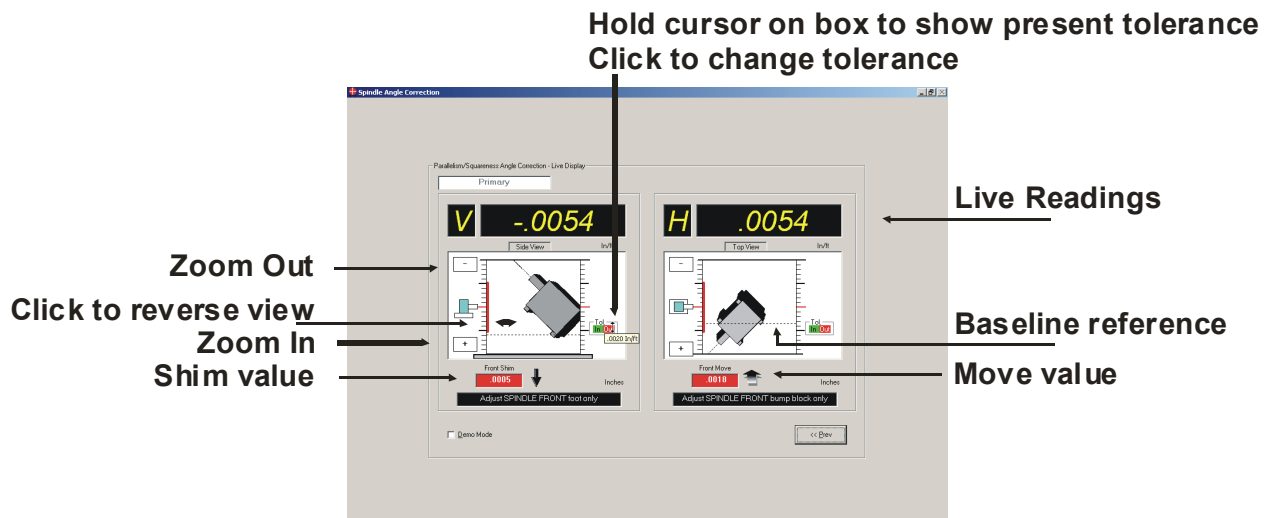 Hold cursor on box to show present tolerance
Click to change tolerance
Spindle Angle Correction
Parallelism/Squareness Angle Correction - Live Display
Primary
V -.0054
H .0054
Live Readings
Side View In/ft
Top View In/ft
Zoom Out
-
-
Click to reverse view
Tol
In Out
Tol
In Out
Baseline reference
Zoom In
+
.0020 In/ft
+
Shim value
Front Shim
.0005
Inches
Front Move
.0010
Inches
Move value
Adjust SPINDLE FRONT foot only
Adjust SPINDLE FRONT bump block only
Demo Mode
<< Prev